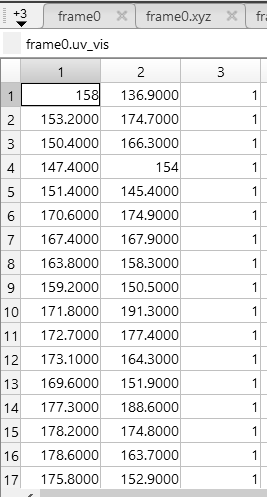 +3 frame0 frame0.xyz
frame0.uv_vis
1 2 3
1 158 136.9000 1
2 153.2000 174.7000 1
3 150.4000 166.3000 1
4 147.4000 154 1
5 151.4000 145.4000 1
6 170.6000 174.9000 1
7 167.4000 167.9000 1
8 163.8000 158.3000 1
9 159.2000 150.5000 1
10 171.8000 191.3000 1
11 172.7000 177.4000 1
12 173.1000 164.3000 1
13 169.6000 151.9000 1
14 177.3000 188.6000 1
15 178.2000 174.8000 1
16 178.6000 163.7000 1
17 175.8000 152.9000 1